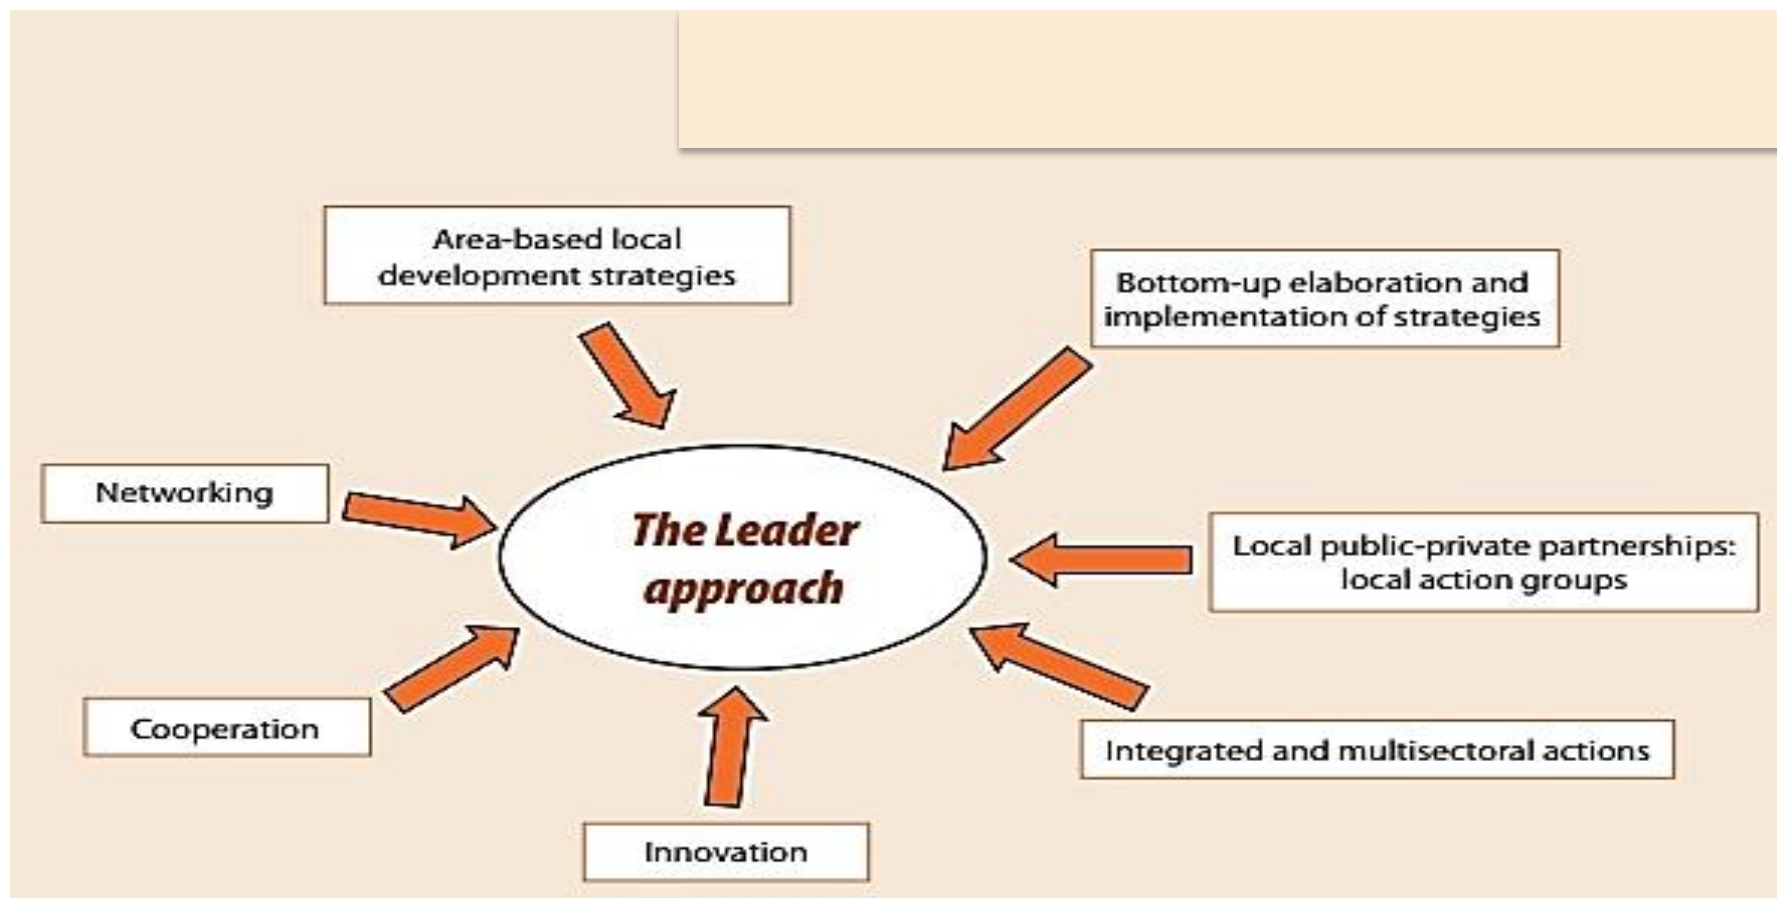 Area-based local
development strategies
Bottom-up elaboration and
implementation of strategies
Networking
The Leader
approach
Local public-private partnerships:
local action groups
Cooperation
Integrated and multisectoral actions
Innovation